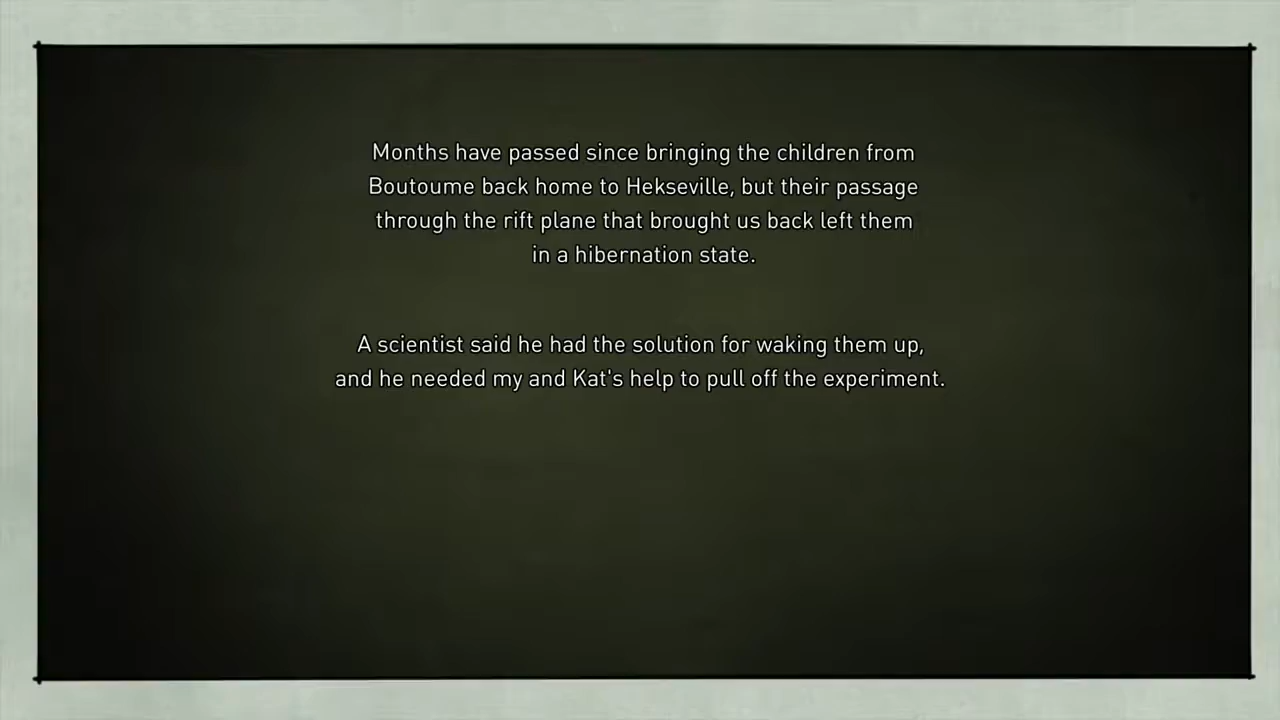 Months have passed since bringing the children from
Boutoume back home to Hekseville, but their passage
through the rift plane that brought us back left them
in a hibernation state.
A scientist said he had the solution for waking them up,
and he needed my and Kat's help to pull off the experiment.